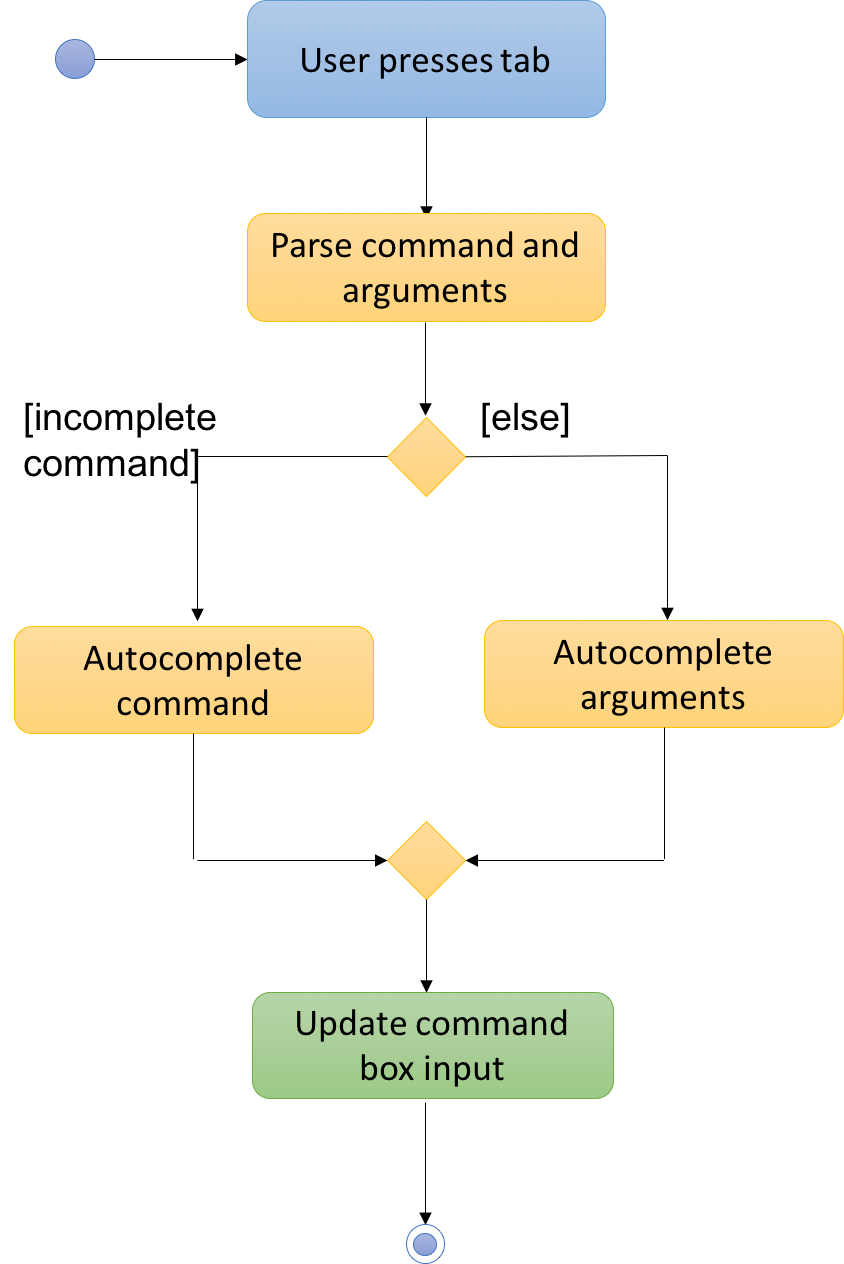 User presses tab
Parse command and
arguments
[incomplete
command]
[else]
Autocomplete
command
Autocomplete
arguments
Update command
box input